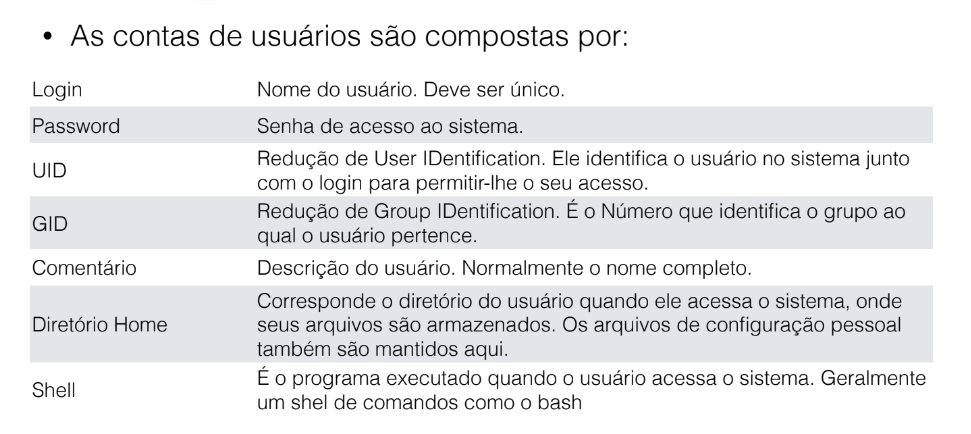 • As contas de usuários são compostas por:
Login Nome do usuário. Deve ser único.
Password Senha de acesso ao sistema.
UID Redução de User IDentification. Ele identifica o usuário no sistema junto
com o login para permitir-lhe o seu acesso.
GID Redução de Group IDentification. É o Número que identifica o grupo ao
qual o usuário pertence.
Comentário Descrição do usuário. Normalmente o nome completo.
Diretório Home Corresponde o diretório do usuário quando ele acessa o sistema, onde
seus arquivos são armazenados. Os arquivos de configuração pessoal
também são mantidos aqui.
Shell É o programa executado quando o usuário acessa o sistema. Geralmente
um shel de comandos como o bash